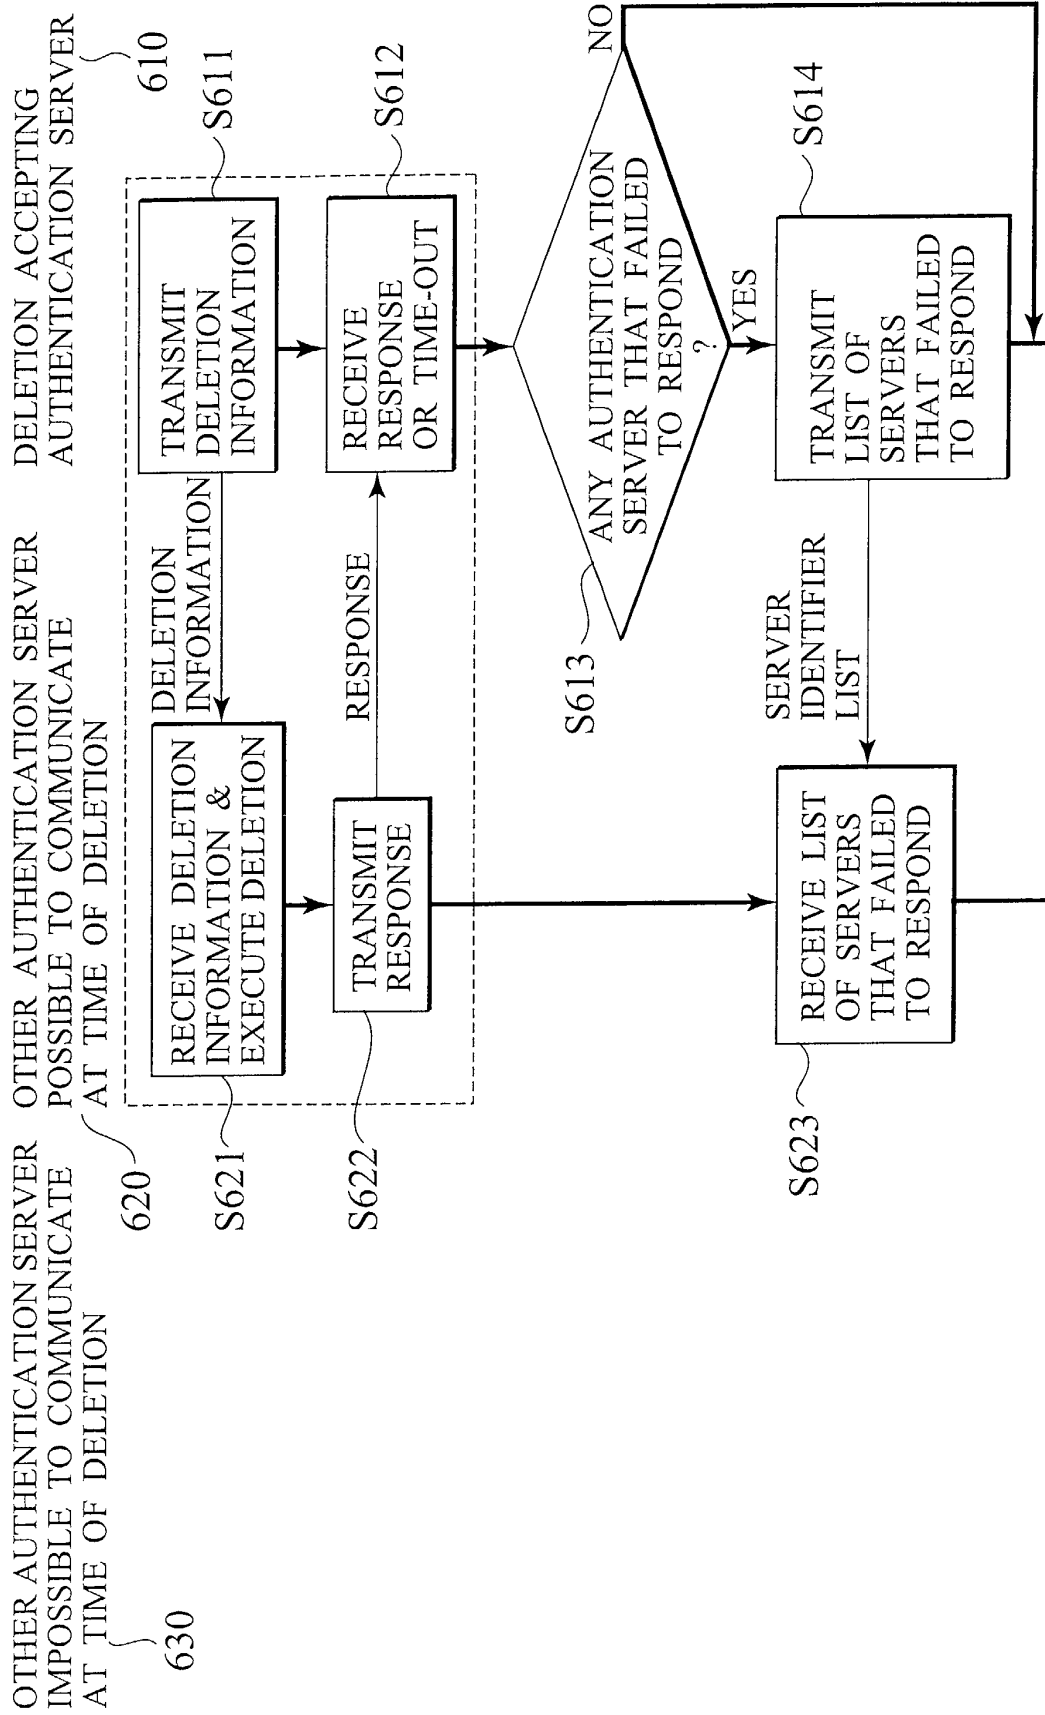 OTHER AUTHENTICATION SERVER
IMPOSSIBLE TO COMMUNICATE
AT TIME OF DELETION
630
OTHER AUTHENTICATION SERVER
POSSIBLE TO COMMUNICATE
AT TIME OF DELETION
620
DELETION ACCEPTING
AUTHENTICATION SERVER
610
S621
RECEIVE DELETION
INFORMATION &
EXECUTE DELETION
DELETION
INFORMATION
TRANSMIT
DELETION
INFORMATION
S611
S622
TRANSMIT
RESPONSE
RESPONSE
RECEIVE
RESPONSE
OR TIME-OUT
S612
S613
ANY AUTHENTICATION
SERVER THAT FAILED
TO RESPOND
?
NO
YES
S623
RECEIVE LIST
OF SERVERS
THAT FAILED
TO RESPOND
SERVER
IDENTIFIER
LIST
TRANSMIT
LIST OF
SERVERS
THAT FAILED
TO RESPOND
S614